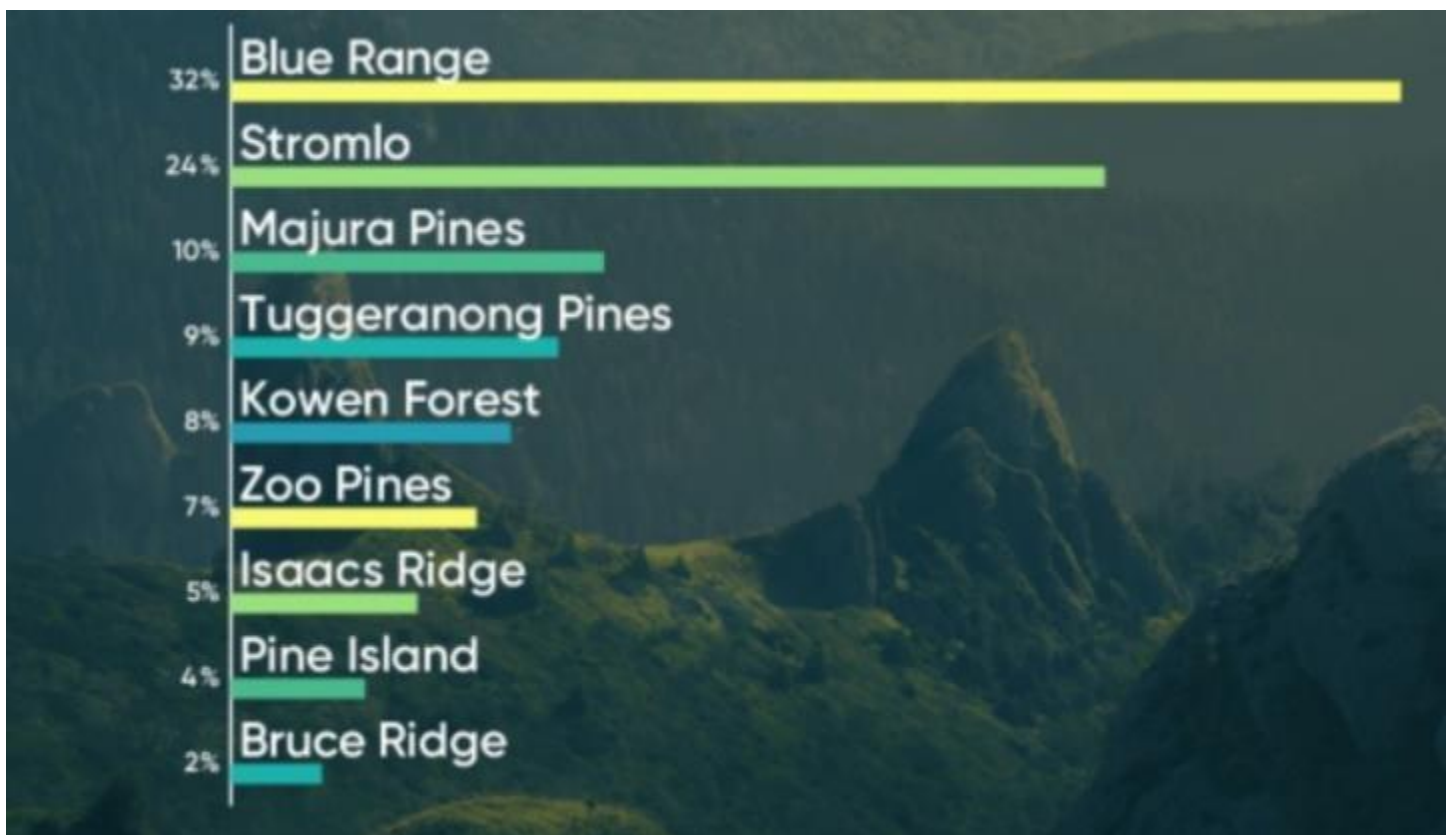 Blue Range
32%
Stromlo
24%
Majura Pines
10%
Tuggeranong Pines
9%
Kowen Forest
8%
Zoo Pines
7%
Isaacs Ridge
5%
Pine Island
4%
Bruce Ridge
2%